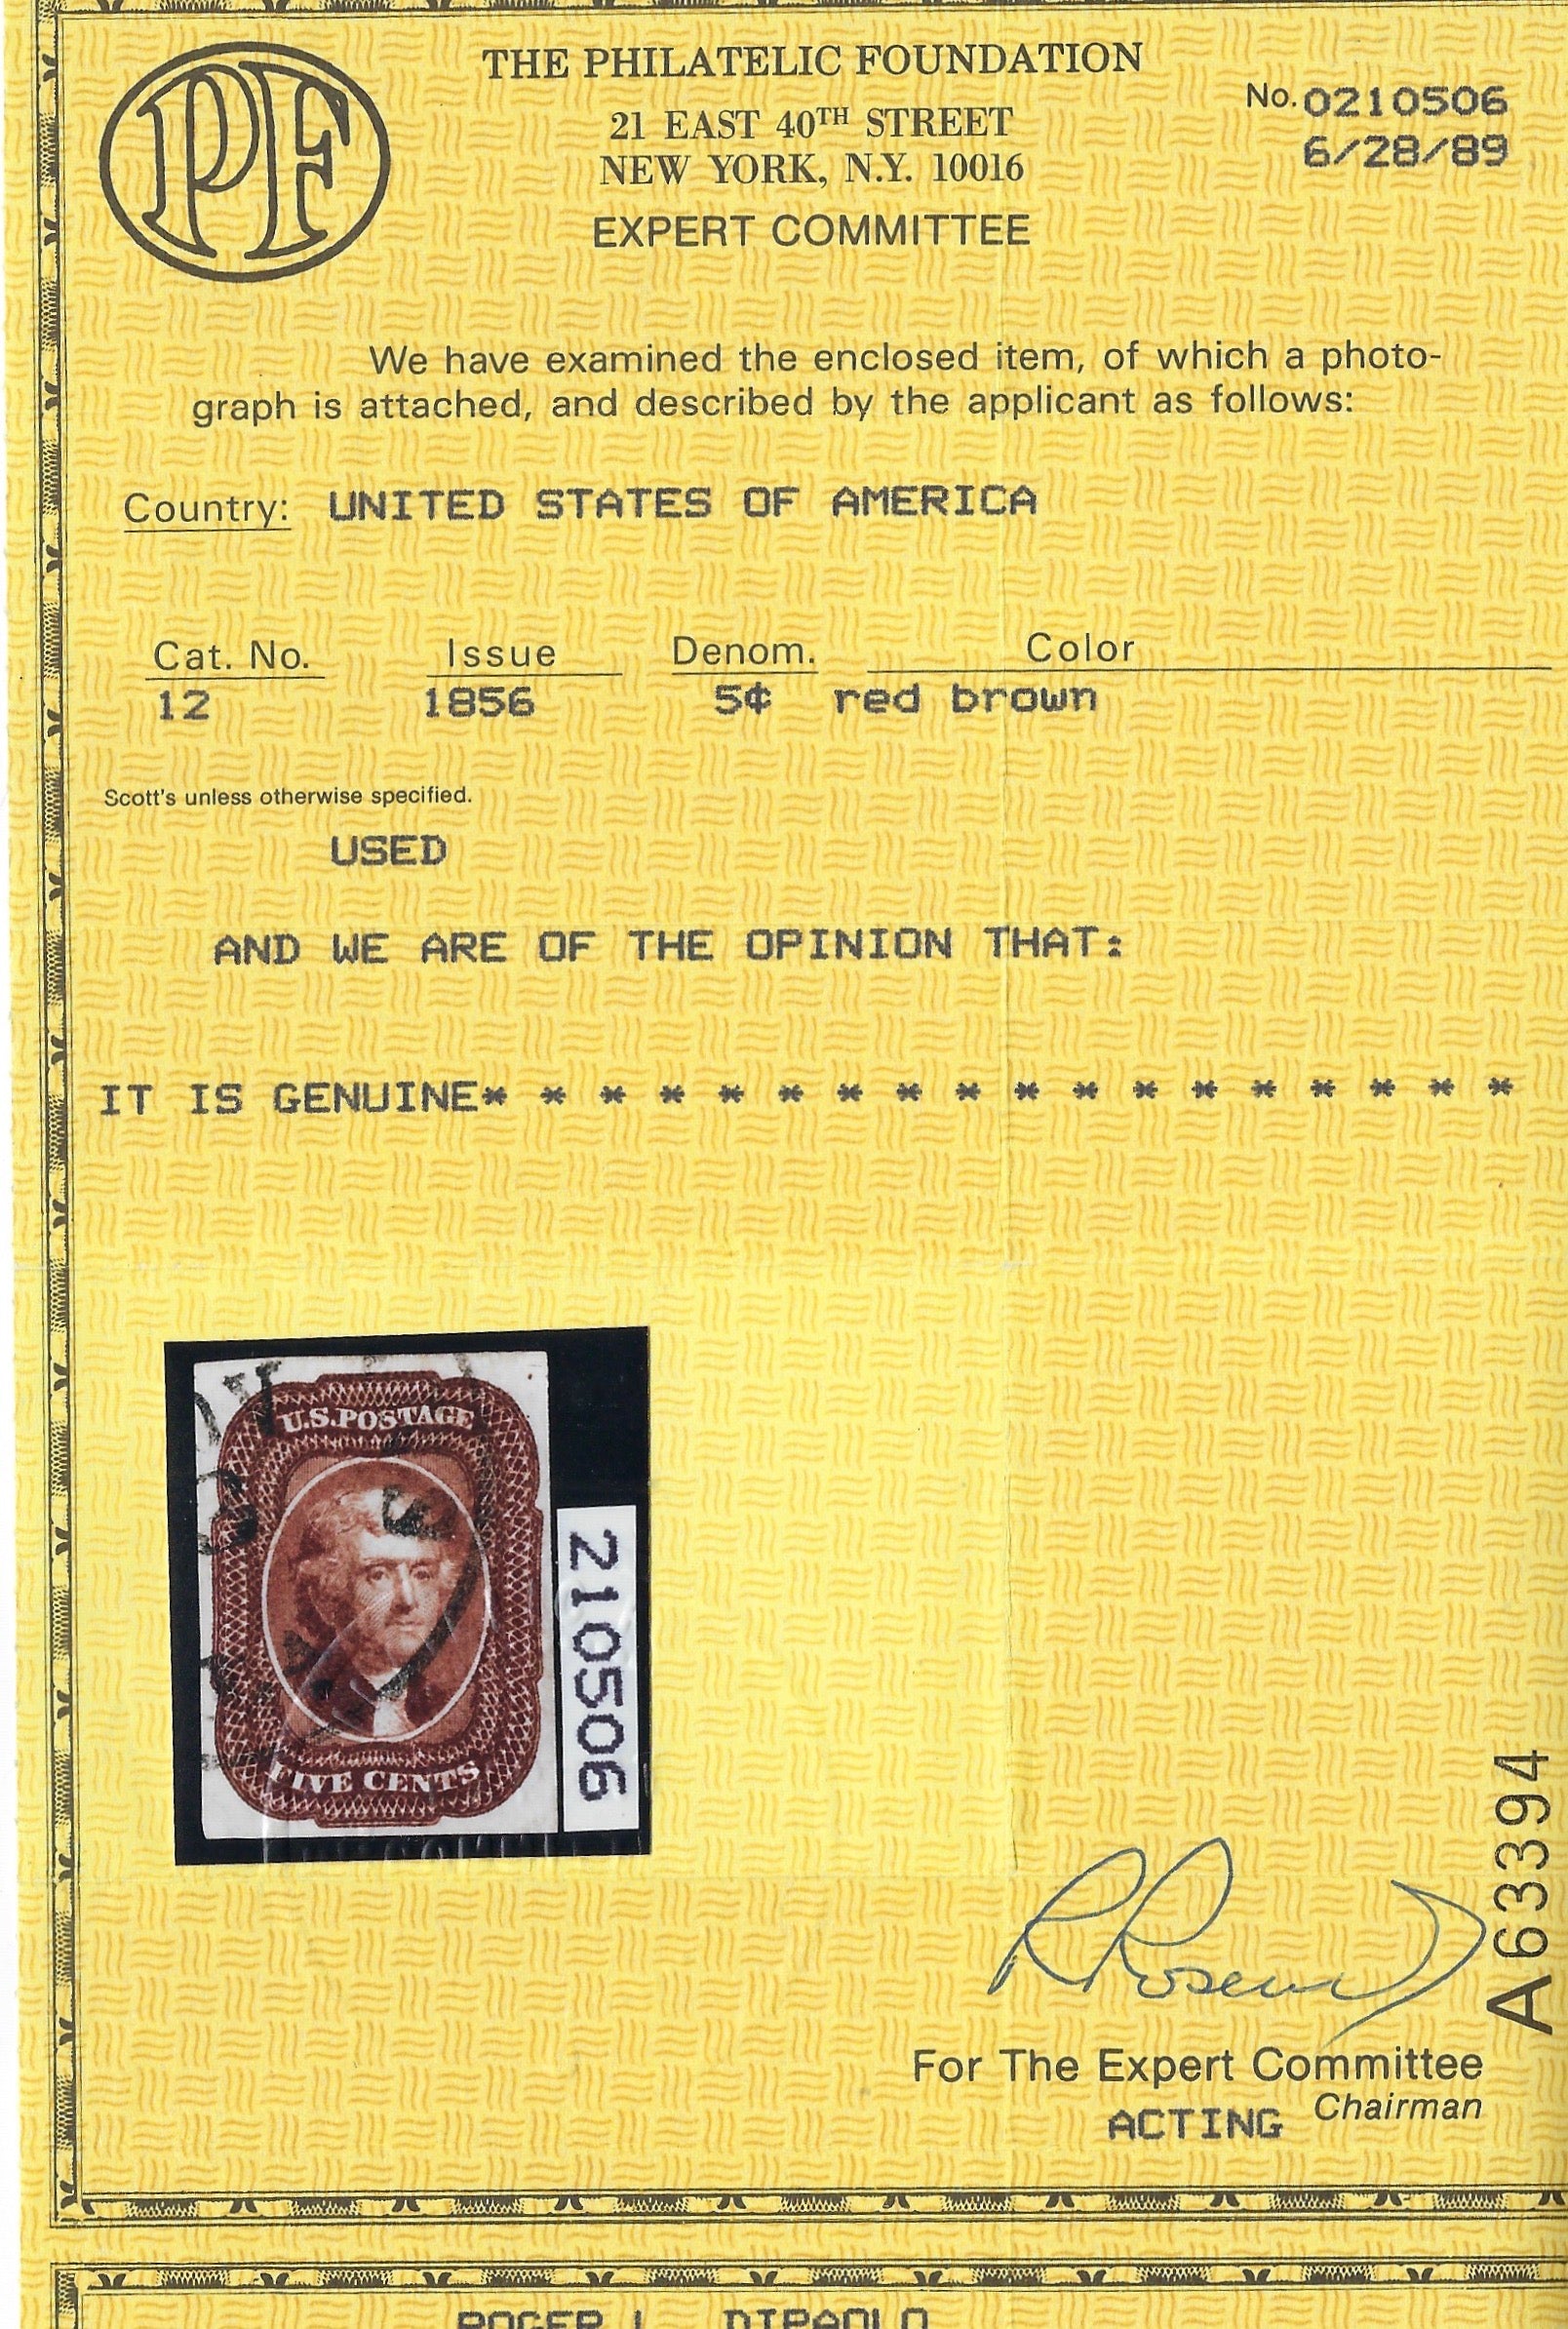 PF
THE PHILATELIC FOUNDATION
21 EAST 40TH STREET
NEW YORK, N.Y. 10016
EXPERT COMMITTEE
No. 0210506
6/28/89
We have examined the enclosed item, of which a photo-
graph is attached, and described by the applicant as follows:
Country: UNITED STATES OF AMERICA
Cat. No. Issue Denom. Color
12 1856 5¢ red brown
Scott's unless otherwise specified.
USED
AND WE ARE OF THE OPINION THAT:
IT IS GENUINE* * * * * * * * * * * * * * * * * *
U.S. POSTAGE
FIVE CENTS
210506
A63394
For The Expert Committee
Chairman
ACTING
ROGER L. DIPAOLO